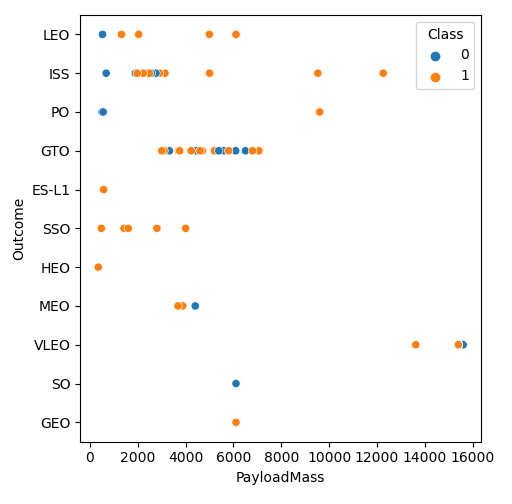 Class
0
1
LEO
ISS
PO
GTO
ES-L1
SSO
HEO
MEO
VLEO
SO
GEO
Outcome
0 2000 4000 6000 8000 10000 12000 14000 16000
PayloadMass